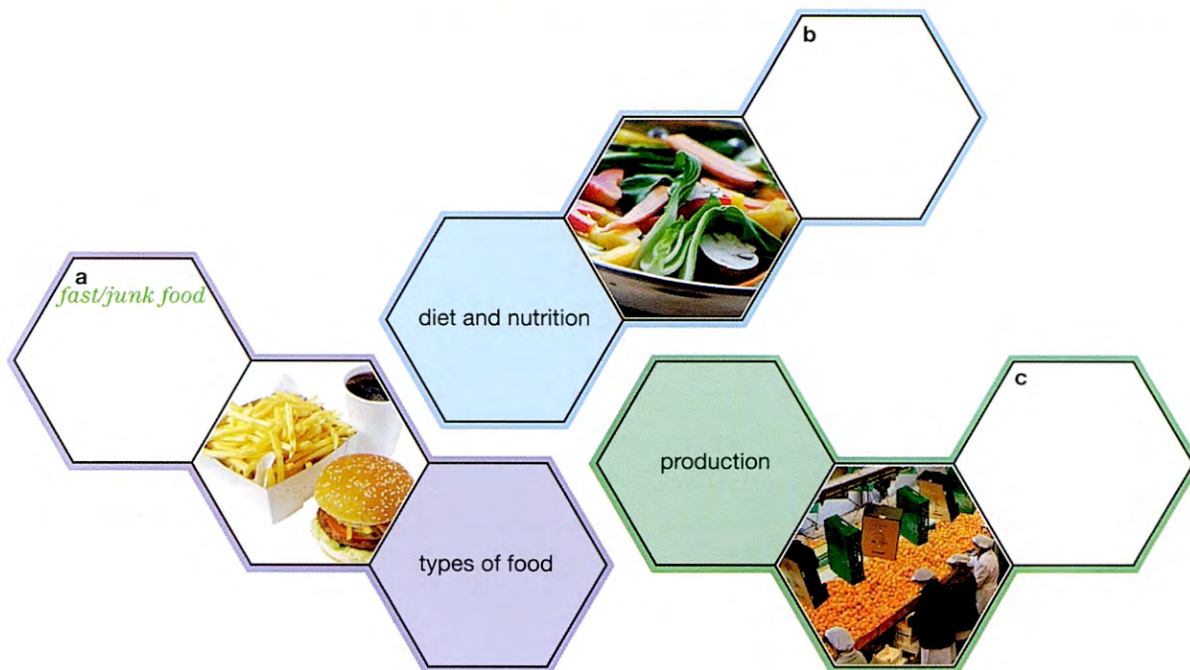 b
diet and nutrition
a
fast/junk food
types of food
production
c